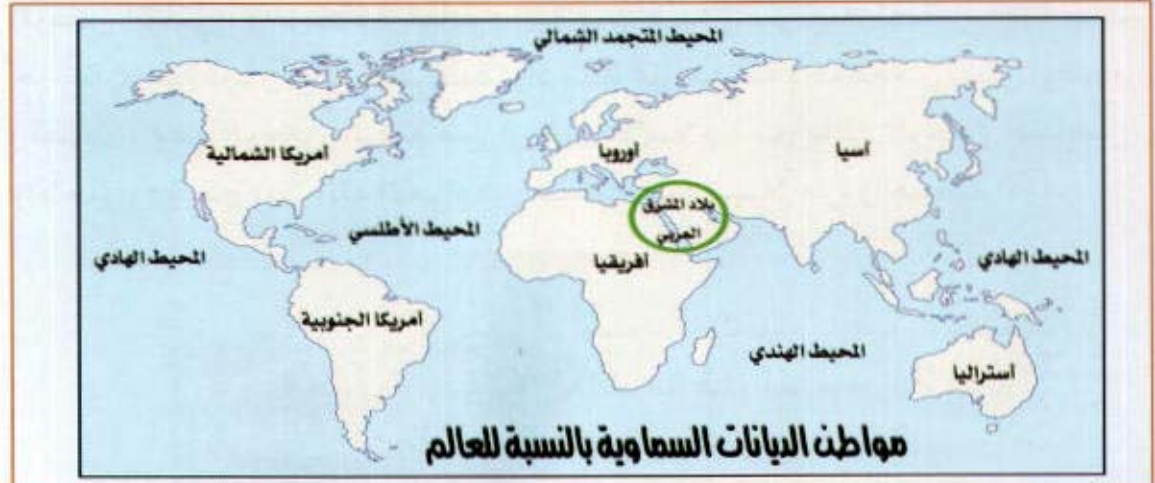 المحيط المتجمد الشمالي
أمريكا الشمالية
أوروبا
آسيا
بلاد المشرق
العربي
المحيط الأطلسي
المحيط الهادي
أفريقيا
المحيط الهادي
أمريكا الجنوبية
المحيط الهندي
أستراليا
مواطن الديانات السماوية بالنسبة للعالم